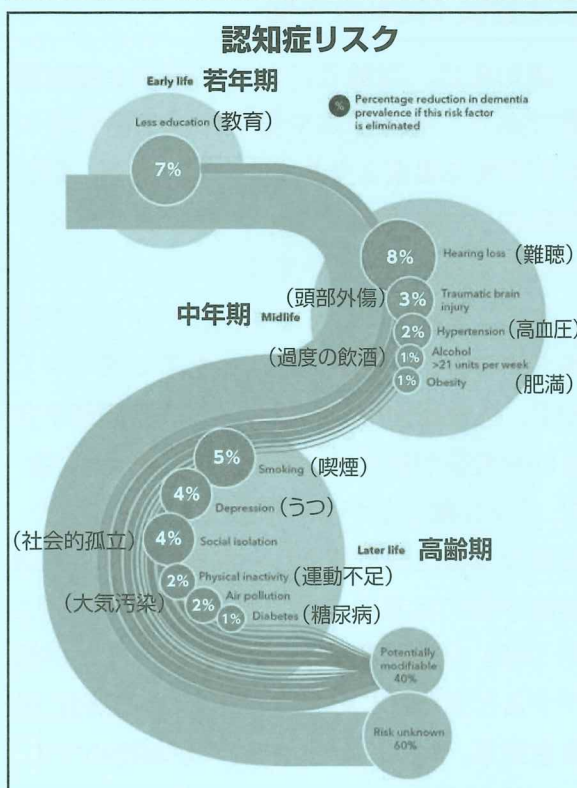 認知症リスク
Early life 若年期
% Percentage reduction in dementia
prevalence if this risk factor
is eliminated
Less education (教育)
7%
8% Hearing loss (難聴)
(頭部外傷) 3% Traumatic brain
injury
中年期 Midlife
2% Hypertension (高血圧)
(過度の飲酒) 1% Alcohol
>21 units per week
1% Obesity (肥満)
5% Smoking (喫煙)
4% Depression (うつ)
(社会的孤立) 4% Social isolation
Later life 高齢期
2% Physical inactivity (運動不足)
(大気汚染) 2% Air pollution
1% Diabetes (糖尿病)
Potentially
modifiable
40%
Risk unknown
60%